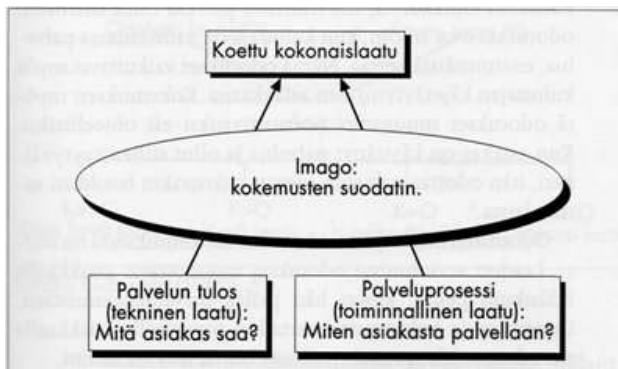 Koettu kokonaislaatu
Imago:
kokemusten suodatin.
Palvelun tulos
(tekninen laatu):
Mitä asiakas saa?
Palveluprosessi
(toiminnallinen laatu):
Miten asiakasta palvellaan?